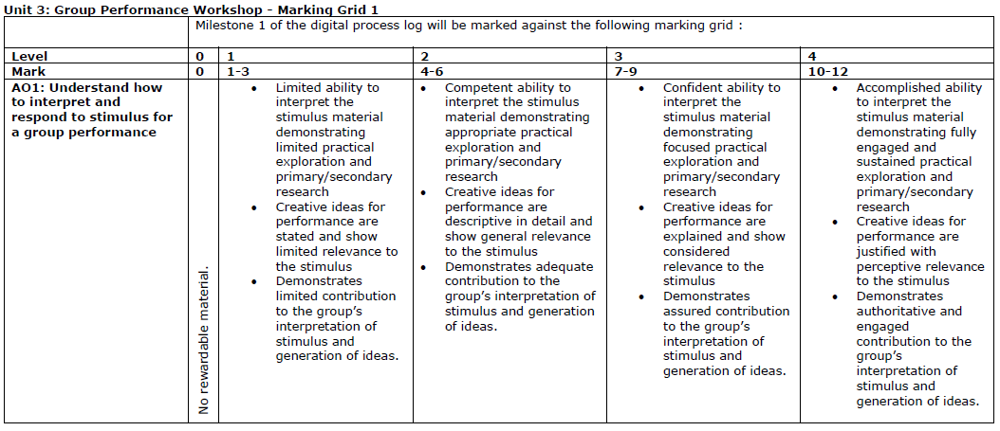 Unit 3: Group Performance Workshop - Marking Grid 1
Milestone 1 of the digital process log will be marked against the following marking grid :
Level 0 1 2 3 4
Mark 0 1-3 4-6 7-9 10-12
AO1: Understand how
to interpret and
respond to stimulus for
a group performance
No rewardable material.
• Limited ability to
interpret the
stimulus material
demonstrating
limited practical
exploration and
primary/secondary
research
• Creative ideas for
performance are
stated and show
limited relevance to
the stimulus
• Demonstrates
limited contribution
to the group’s
interpretation of
stimulus and
generation of ideas.
• Competent ability to
interpret the stimulus
material demonstrating
appropriate practical
exploration and
primary/secondary
research
• Creative ideas for
performance are
descriptive in detail and
show general relevance
to the stimulus
• Demonstrates adequate
contribution to the
group’s interpretation of
stimulus and generation
of ideas.
• Confident ability to
interpret the
stimulus material
demonstrating
focused practical
exploration and
primary/secondary
research
• Creative ideas for
performance are
explained and show
considered
relevance to the
stimulus
• Demonstrates
assured contribution
to the group’s
interpretation of
stimulus and
generation of ideas.
• Accomplished ability
to interpret the
stimulus material
demonstrating fully
engaged and
sustained practical
exploration and
primary/secondary
research
• Creative ideas for
performance are
justified with
perceptive relevance
to the stimulus
• Demonstrates
authoritative and
engaged
contribution to the
group’s
interpretation of
stimulus and
generation of ideas.